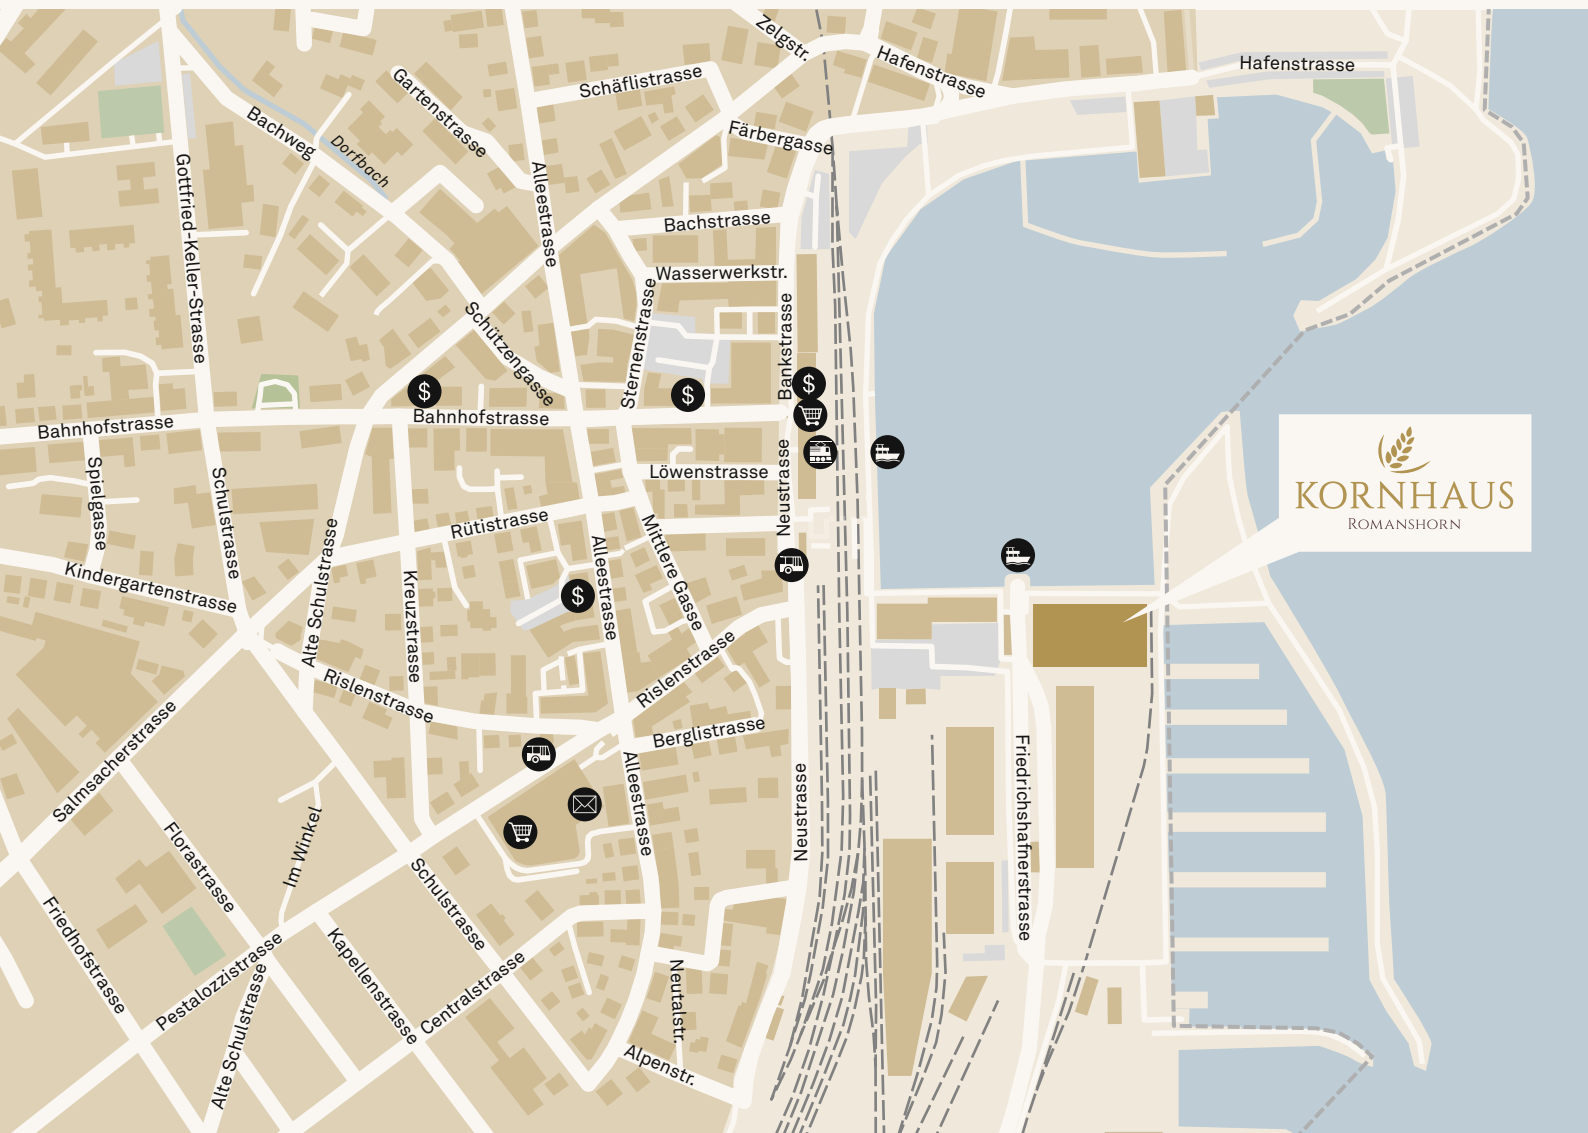 Zelgstr.
Hafenstrasse
Hafenstrasse
Gartenstrasse
Schäflistrasse
Bachweg
Dorfbach
Färbergasse
Gottfried-Keller-Strasse
Alleestrasse
Bachstrasse
Wasserwerkstr.
Sternenstrasse
Bankstrasse
Schützengasse
$
$
$
Bahnhofstrasse
Bahnhofstrasse
Spielgasse
Schulstrasse
Löwenstrasse
Neustrasse
KORNHAUS
ROMANSHORN
Rütistrasse
Mittlere Gasse
Alte Schulstrasse
Alleestrasse
Kindergartenstrasse
Kreuzstrasse
$
Rislenstrasse
Rislenstrasse
Berglistrasse
Salmsacherstrasse
Alleestrasse
Neustrasse
Friedrichshafnerstrasse
Florastrasse
Im Winkel
Schulstrasse
Friedhofstrasse
Pestalozzistrasse
Kapellenstrasse
Centralstrasse
Neutalstr.
Alte Schulstrasse
Alpenstr.